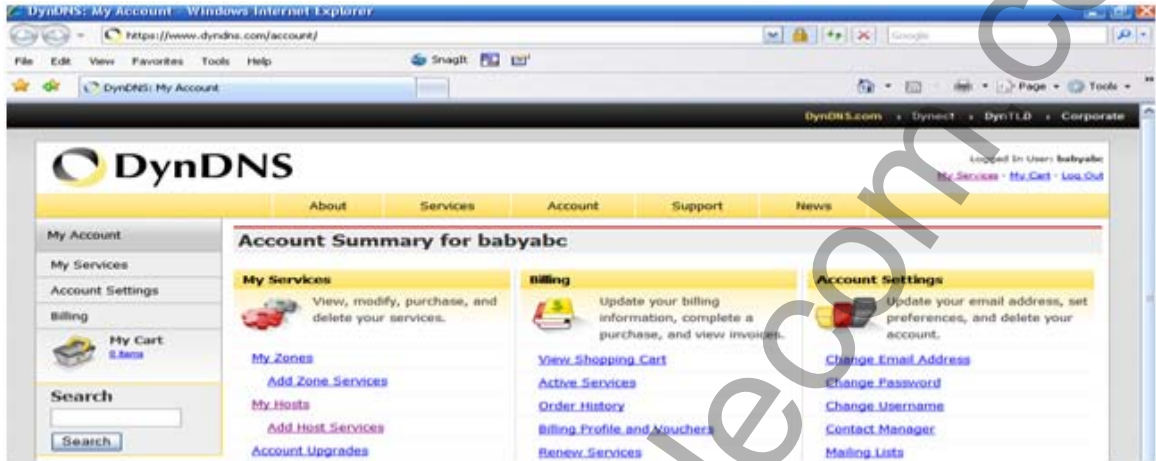 DynDNS: My Account - Windows Internet Explorer
https://www.dyndns.com/account/
Google
File Edit View Favorites Tools Help
SnagIt
DynDNS: My Account
Page Tools
DynDNS.com Dynect DynTLD Corporate
DynDNS
Logged In User: babyabc
My Services - My Cart - Log Out
About Services Account Support News
My Account
My Services
Account Settings
Billing
My Cart
0 items
Search
Search
Account Summary for babyabc
My Services
View, modify, purchase, and
delete your services.
My Zones
Add Zone Services
My Hosts
Add Host Services
Account Upgrades
Billing
Update your billing
information, complete a
purchase, and view invoices.
View Shopping Cart
Active Services
Order History
Billing Profile and Vouchers
Renew Services
Account Settings
Update your email address, set
preferences, and delete your
account.
Change Email Address
Change Password
Change Username
Contact Manager
Mailing Lists